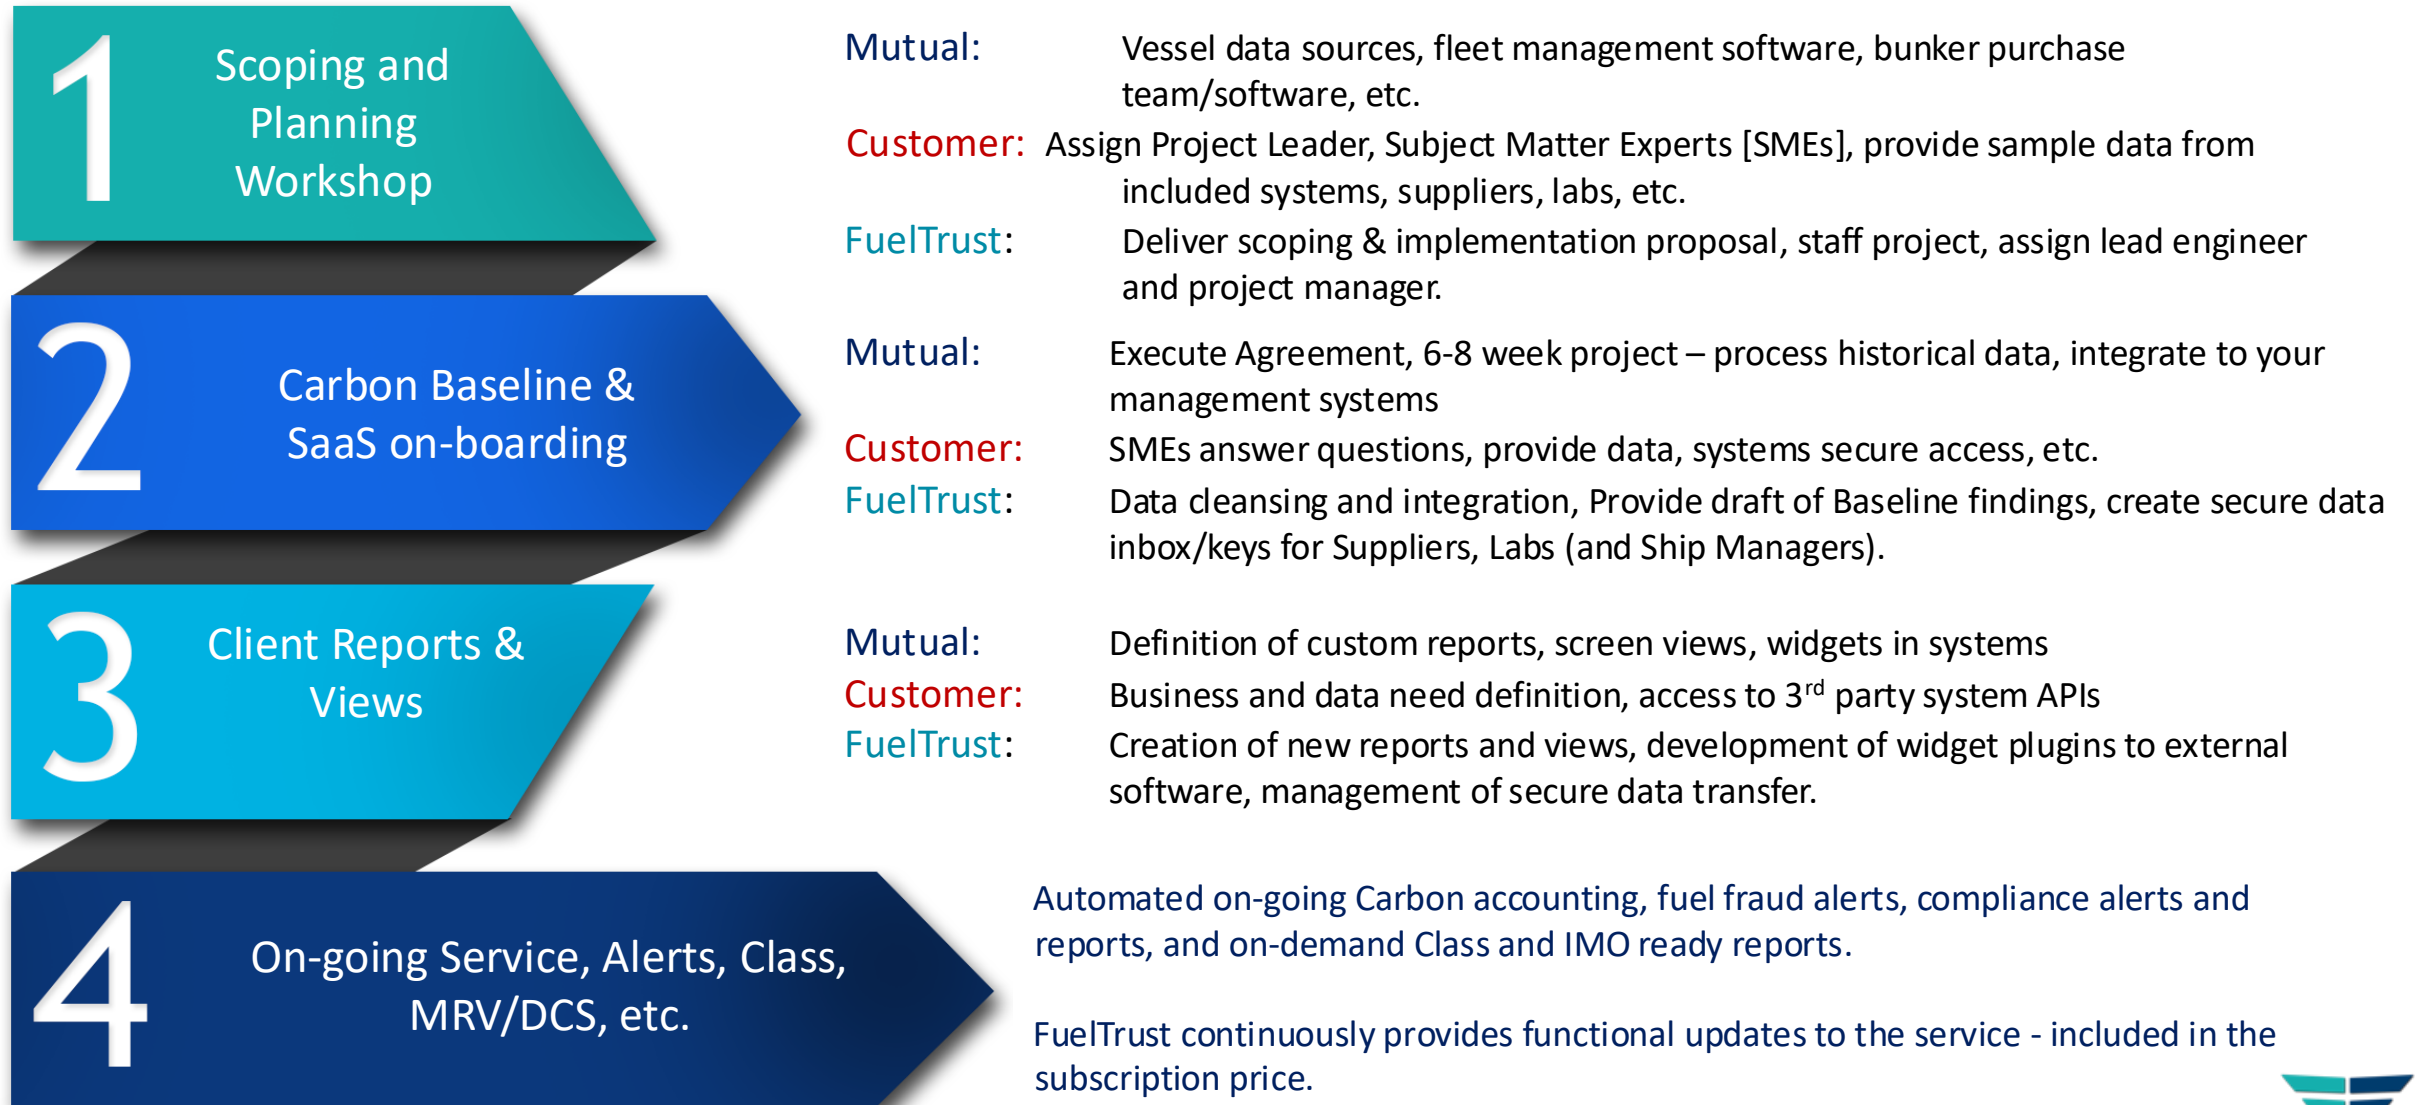 1
Scoping and
Planning
Workshop
Mutual: Vessel data sources, fleet management software, bunker purchase
team/software, etc.
Customer: Assign Project Leader, Subject Matter Experts [SMEs], provide sample data from
included systems, suppliers, labs, etc.
FuelTrust: Deliver scoping & implementation proposal, staff project, assign lead engineer
and project manager.
2
Carbon Baseline &
SaaS on-boarding
Mutual: Execute Agreement, 6-8 week project – process historical data, integrate to your
management systems
Customer: SMEs answer questions, provide data, systems secure access, etc.
FuelTrust: Data cleansing and integration, Provide draft of Baseline findings, create secure data
inbox/keys for Suppliers, Labs (and Ship Managers).
3
Client Reports &
Views
Mutual: Definition of custom reports, screen views, widgets in systems
Customer: Business and data need definition, access to 3rd party system APIs
FuelTrust: Creation of new reports and views, development of widget plugins to external
software, management of secure data transfer.
4
On-going Service, Alerts, Class,
MRV/DCS, etc.
Automated on-going Carbon accounting, fuel fraud alerts, compliance alerts and
reports, and on-demand Class and IMO ready reports.
FuelTrust continuously provides functional updates to the service - included in the
subscription price.